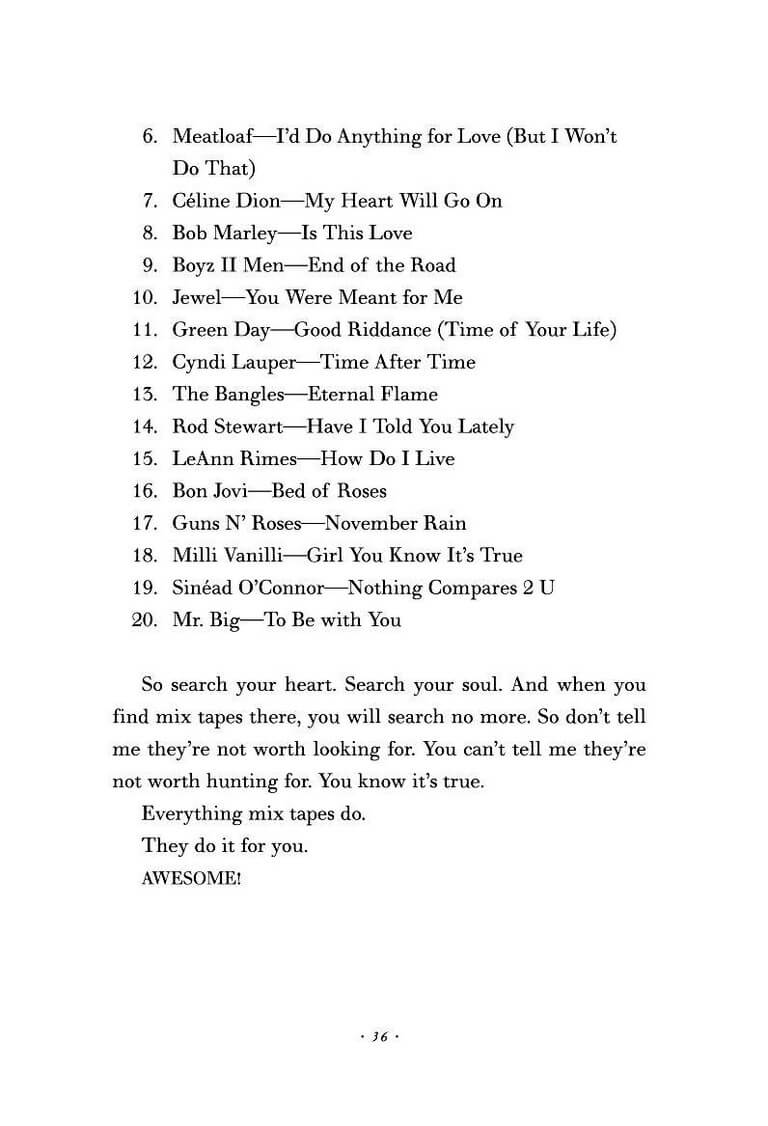 6. Meatloaf—I’d Do Anything for Love (But I Won’t
Do That)
7. Céline Dion—My Heart Will Go On
8. Bob Marley—Is This Love
9. Boyz II Men—End of the Road
10. Jewel—You Were Meant for Me
11. Green Day—Good Riddance (Time of Your Life)
12. Cyndi Lauper—Time After Time
13. The Bangles—Eternal Flame
14. Rod Stewart—Have I Told You Lately
15. LeAnn Rimes—How Do I Live
16. Bon Jovi—Bed of Roses
17. Guns N’ Roses—November Rain
18. Milli Vanilli—Girl You Know It’s True
19. Sinéad O’Connor—Nothing Compares 2 U
20. Mr. Big—To Be with You
So search your heart. Search your soul. And when you
find mix tapes there, you will search no more. So don’t tell
me they’re not worth looking for. You can’t tell me they’re
not worth hunting for. You know it’s true.
Everything mix tapes do.
They do it for you.
AWESOME!
· 36 ·